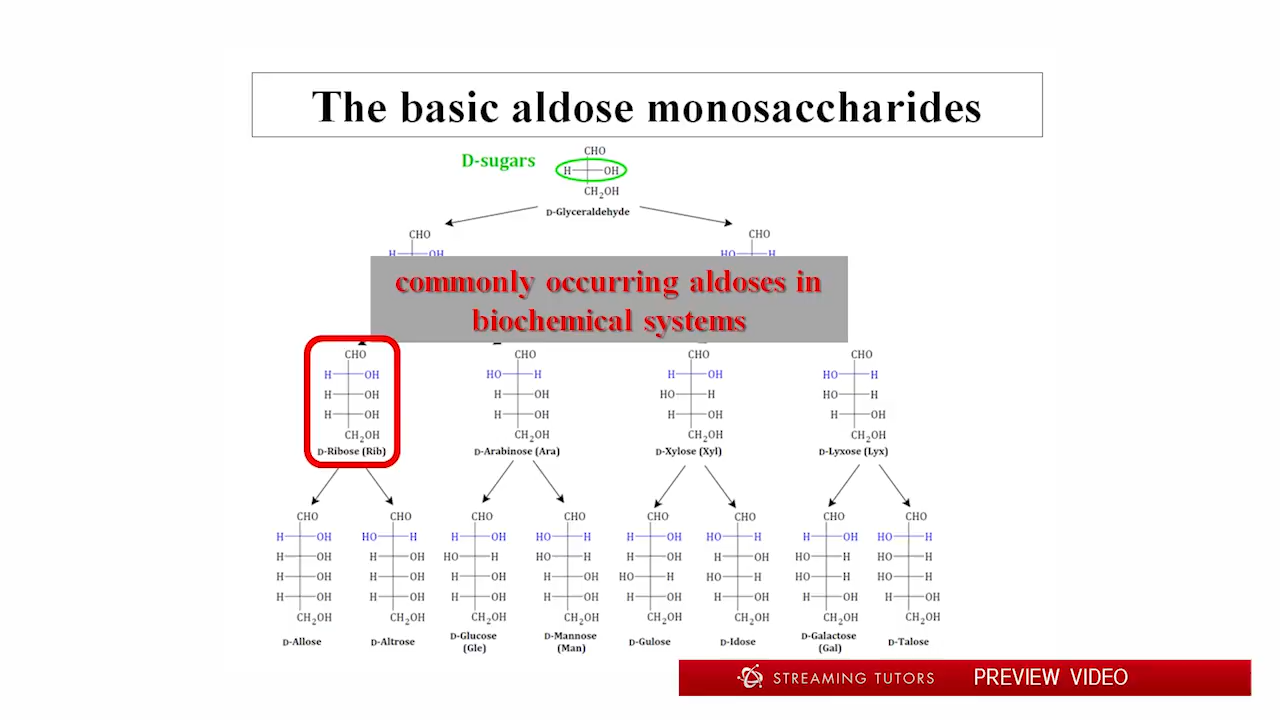 The basic aldose monosaccharides
D-sugars
CHO
H OH
CH2OH
D-Glyceraldehyde
CHO CHO
H OH HO H
commonly occurring aldoses in
biochemical systems
CHO CHO CHO CHO
H OH HO H H OH HO H
H OH H OH HO H HO H
H OH H OH H OH H OH
CH2OH CH2OH CH2OH CH2OH
D-Ribose (Rib) D-Arabinose (Ara) D-Xylose (Xyl) D-Lyxose (Lyx)
CHO CHO CHO CHO CHO CHO CHO CHO
H OH HO H H OH HO H H OH HO H H OH HO H
H OH H OH HO H HO H H OH H OH HO H HO H
H OH H OH H OH H OH HO H HO H HO H HO H
H OH H OH H OH H OH H OH H OH H OH H OH
CH2OH CH2OH CH2OH CH2OH CH2OH CH2OH CH2OH CH2OH
D-Allose D-Altrose D-Glucose D-Mannose D-Gulose D-Idose D-Galactose D-Talose
(Gle) (Man) (Gal)
STREAMING TUTORS PREVIEW VIDEO